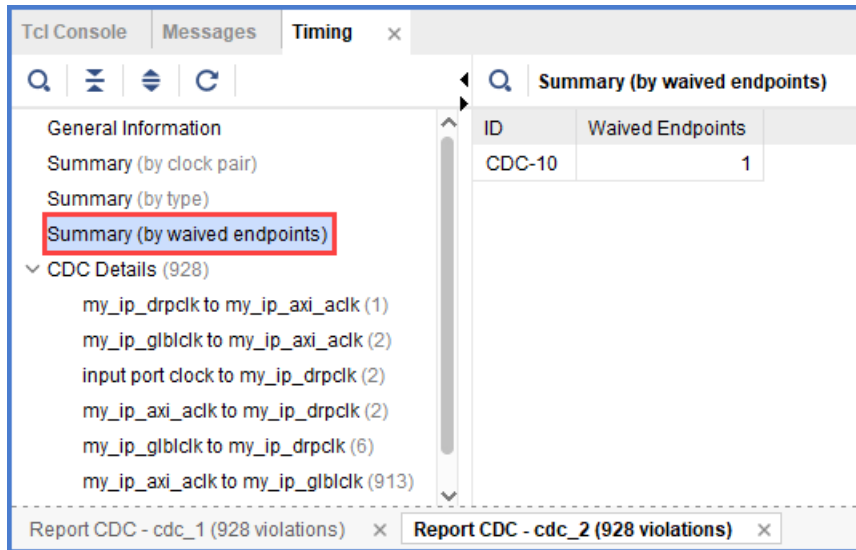 Tcl Console Messages Timing ×
Summary (by waived endpoints)
General Information
Summary (by clock pair)
Summary (by type)
Summary (by waived endpoints)
CDC Details (928)
my_ip_drpclk to my_ip_axi_aclk (1)
my_ip_glblclk to my_ip_axi_aclk (2)
input port clock to my_ip_drpclk (2)
my_ip_axi_aclk to my_ip_drpclk (2)
my_ip_glblclk to my_ip_drpclk (6)
my_ip_axi_aclk to my_ip_glblclk (913)
ID Waived Endpoints
CDC-10 1
Report CDC - cdc_1 (928 violations) × Report CDC - cdc_2 (928 violations) ×